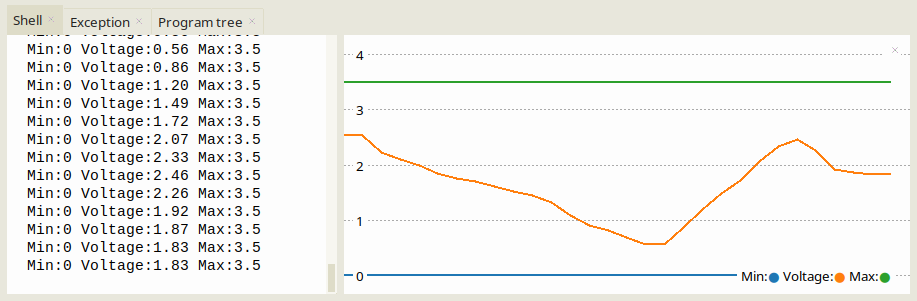 Shell × Exception × Program tree ×
Min:0 Voltage:0.56 Max:3.5
Min:0 Voltage:0.86 Max:3.5
Min:0 Voltage:1.20 Max:3.5
Min:0 Voltage:1.49 Max:3.5
Min:0 Voltage:1.72 Max:3.5
Min:0 Voltage:2.07 Max:3.5
Min:0 Voltage:2.33 Max:3.5
Min:0 Voltage:2.46 Max:3.5
Min:0 Voltage:2.26 Max:3.5
Min:0 Voltage:1.92 Max:3.5
Min:0 Voltage:1.87 Max:3.5
Min:0 Voltage:1.83 Max:3.5
Min:0 Voltage:1.83 Max:3.5
×
4
3
2
1
0
Min: Voltage: Max: